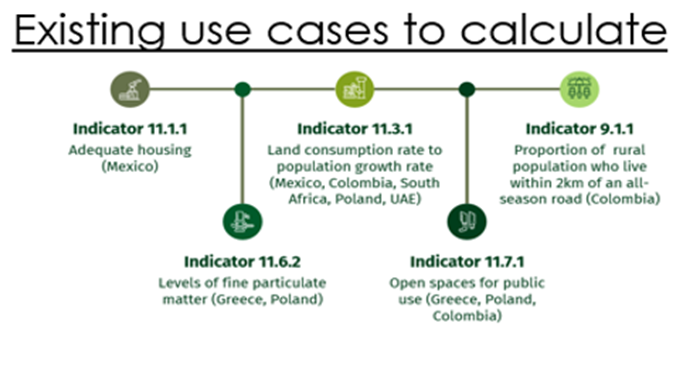 Existing use cases to calculate
Indicator 11.1.1
Adequate housing
(Mexico)
Indicator 11.3.1
Land consumption rate to
population growth rate
(Mexico, Colombia, South
Africa, Poland, UAE)
Indicator 9.1.1
Proportion of rural
population who live
within 2km of an all-
season road (Colombia)
Indicator 11.6.2
Levels of fine particulate
matter (Greece, Poland)
Indicator 11.7.1
Open spaces for public
use (Greece, Poland,
Colombia)